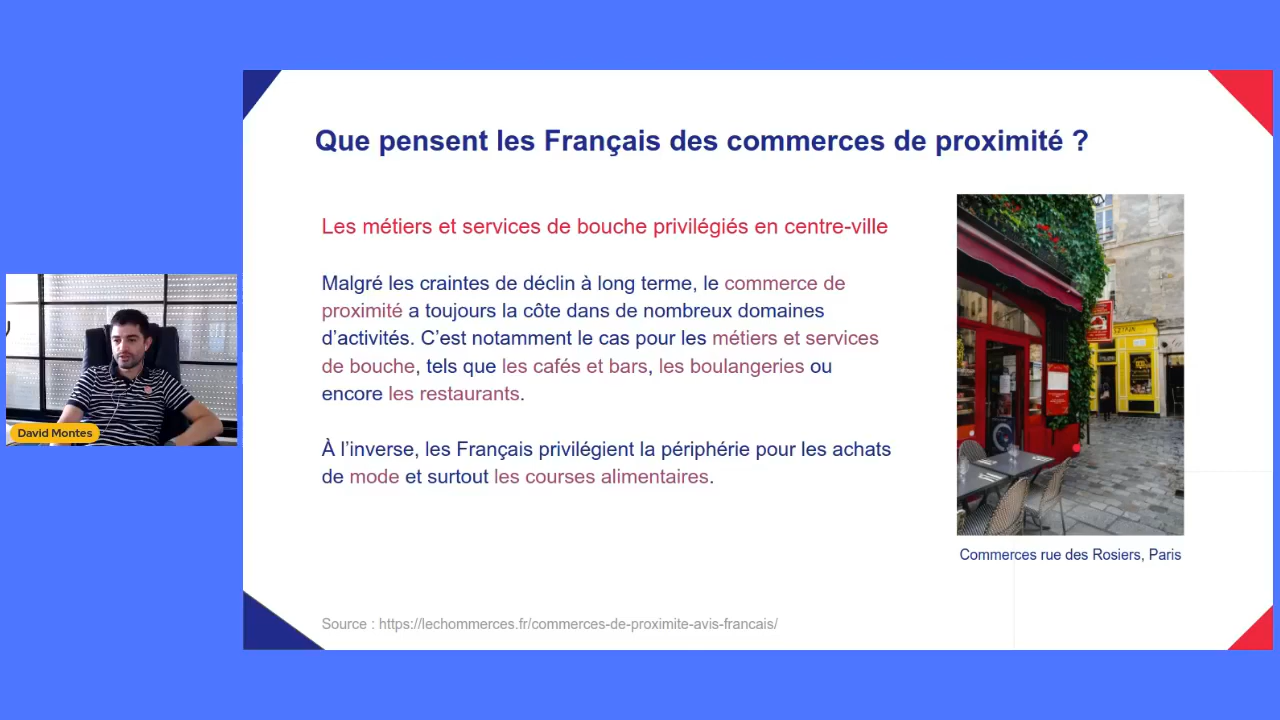 Que pensent les Français des commerces de proximité ?
Les métiers et services de bouche privilégiés en centre-ville
Malgré les craintes de déclin à long terme, le commerce de
proximité a toujours la côte dans de nombreux domaines
d’activités. C’est notamment le cas pour les métiers et services
de bouche, tels que les cafés et bars, les boulangeries ou
encore les restaurants.
À l’inverse, les Français privilégient la périphérie pour les achats
de mode et surtout les courses alimentaires.
Commerces rue des Rosiers, Paris
Source : https://lechommerces.fr/commerces-de-proximite-avis-francais/
David Montes